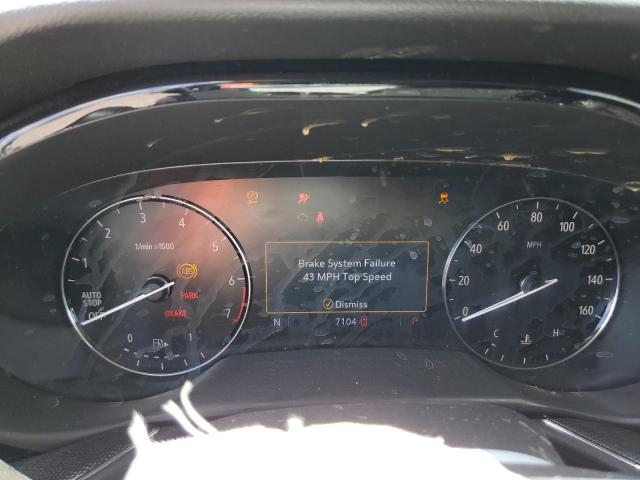 1 2 3 4 5 6 7
1/min x1000
ABS
AUTO
STOP
OFF
PARK
BRAKE
0 1
P
Brake System Failure
43 MPH Top Speed
Dismiss
N 7104
0 20 40 60 80 100 120 140 160
MPH
C H